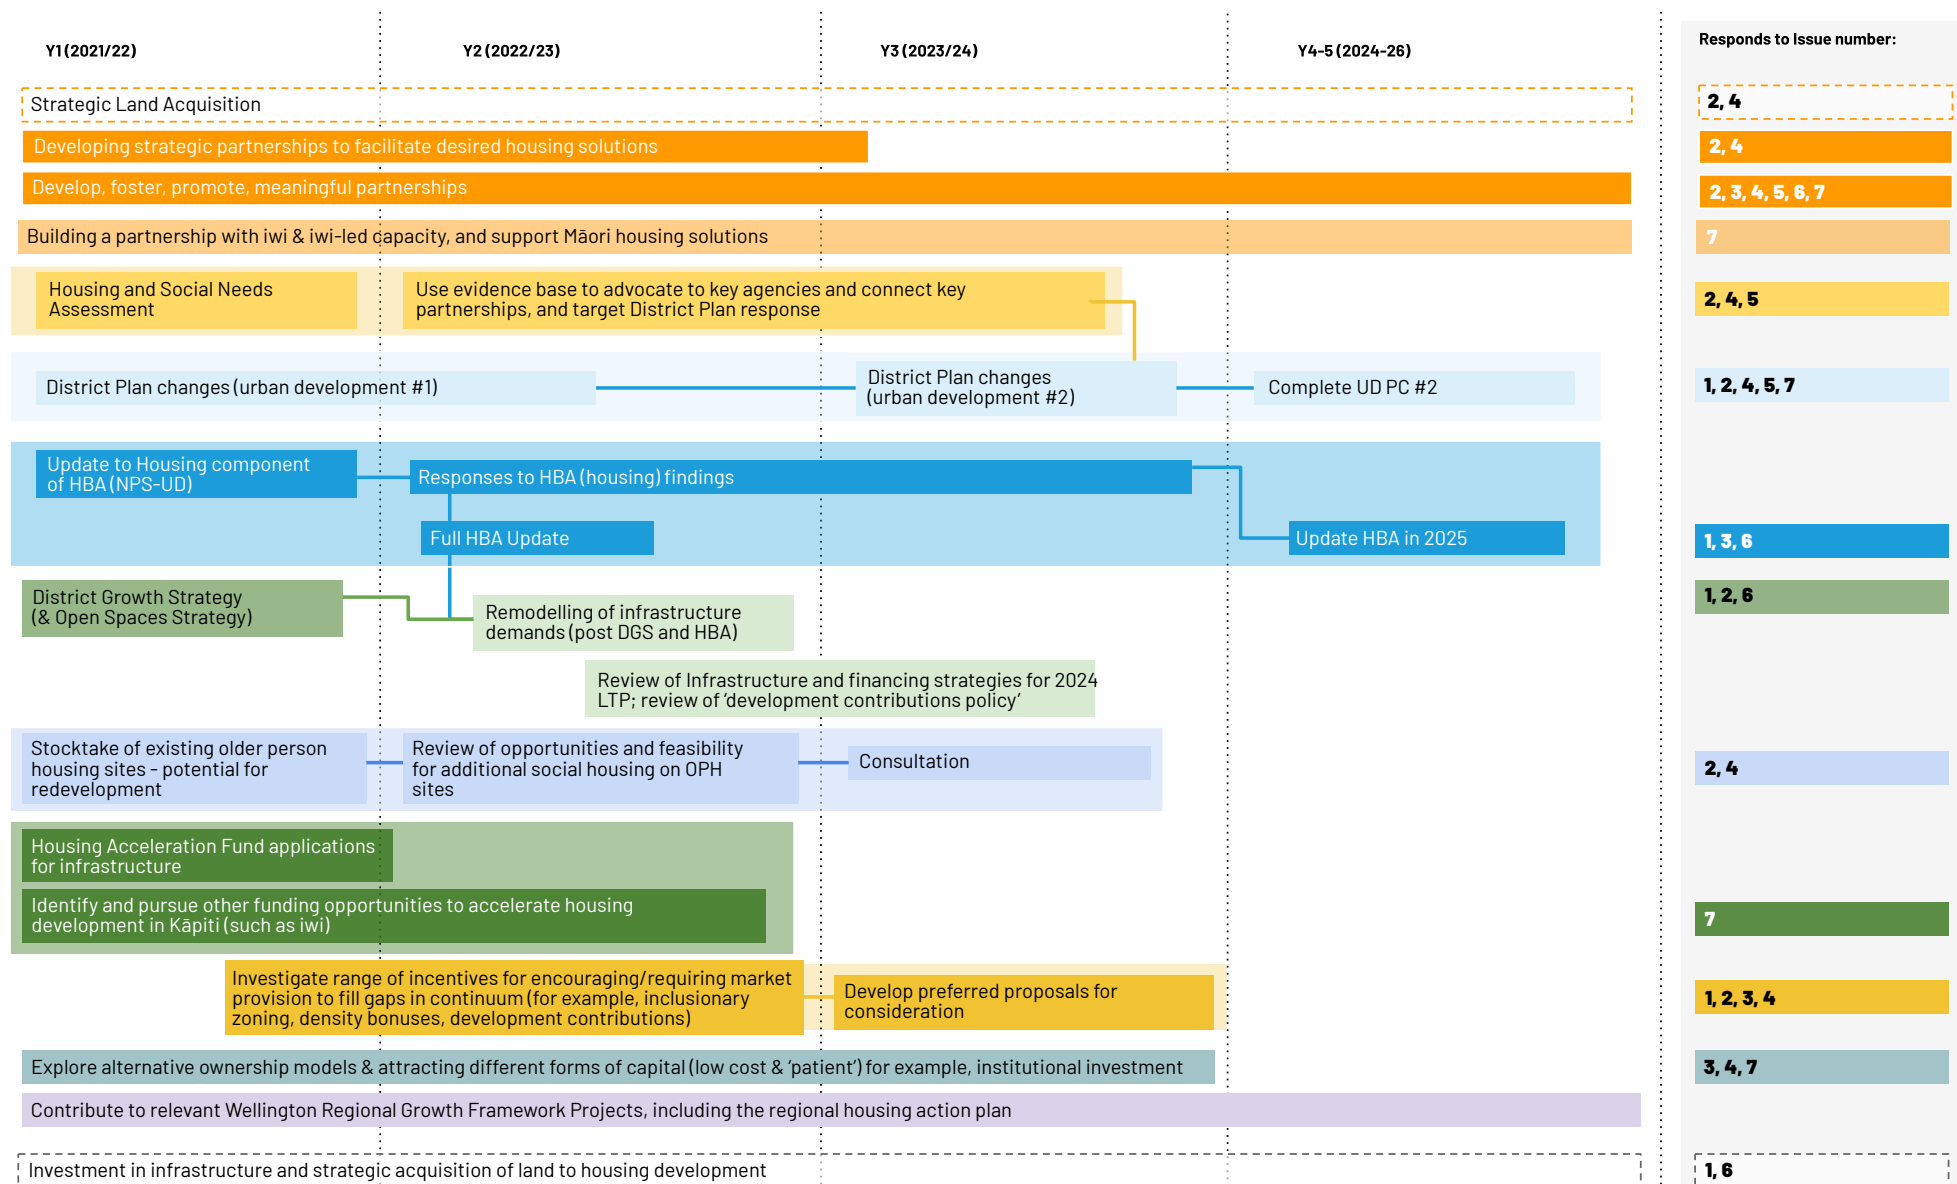 Y1 (2021/22)
Y2 (2022/23)
Y3 (2023/24)
Y4-5 (2024-26)
Responds to Issue number:
Strategic Land Acquisition
2, 4
Developing strategic partnerships to facilitate desired housing solutions
2, 4
Develop, foster, promote, meaningful partnerships
2, 3, 4, 5, 6, 7
Building a partnership with iwi & iwi-led capacity, and support Māori housing solutions
7
Housing and Social Needs
Assessment
Use evidence base to advocate to key agencies and connect key
partnerships, and target District Plan response
2, 4, 5
District Plan changes (urban development #1)
District Plan changes
(urban development #2)
Complete UD PC #2
1, 2, 4, 5, 7
Update to Housing component
of HBA (NPS-UD)
Responses to HBA (housing) findings
Full HBA Update
Update HBA in 2025
1, 3, 6
District Growth Strategy
(& Open Spaces Strategy)
Remodelling of infrastructure
demands (post DGS and HBA)
1, 2, 6
Review of Infrastructure and financing strategies for 2024
LTP; review of ‘development contributions policy’
Stocktake of existing older person
housing sites - potential for
redevelopment
Review of opportunities and feasibility
for additional social housing on OPH
sites
Consultation
2, 4
Housing Acceleration Fund applications
for infrastructure
Identify and pursue other funding opportunities to accelerate housing
development in Kāpiti (such as iwi)
7
Investigate range of incentives for encouraging/requiring market
provision to fill gaps in continuum (for example, inclusionary
zoning, density bonuses, development contributions)
Develop preferred proposals for
consideration
1, 2, 3, 4
Explore alternative ownership models & attracting different forms of capital (low cost & ‘patient’) for example, institutional investment
3, 4, 7
Contribute to relevant Wellington Regional Growth Framework Projects, including the regional housing action plan
Investment in infrastructure and strategic acquisition of land to housing development
1, 6